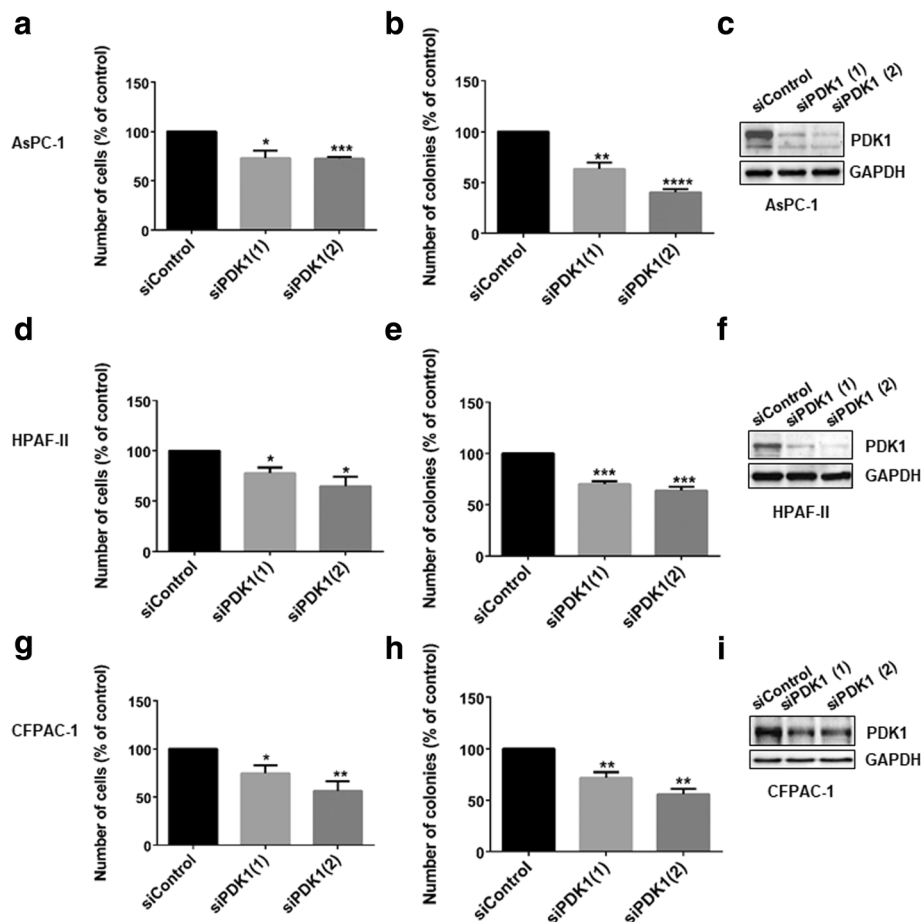 a
b
c
AsPC-1
Number of cells (% of control)
150
100
50
0
*
***
siControl
siPDK1(1)
siPDK1(2)
Number of colonies (% of control)
150
100
50
0
**
****
siControl
siPDK1(1)
siPDK1(2)
siControl
siPDK1 (1)
siPDK1 (2)
PDK1
GAPDH
AsPC-1
d
e
f
HPAF-II
Number of cells (% of control)
150
100
50
0
*
*
siControl
siPDK1(1)
siPDK1(2)
Number of colonies (% of control)
150
100
50
0
***
***
siControl
siPDK1(1)
siPDK1(2)
siControl
siPDK1 (1)
siPDK1 (2)
PDK1
GAPDH
HPAF-II
g
h
i
CFPAC-1
Number of cells (% of control)
150
100
50
0
*
**
siControl
siPDK1(1)
siPDK1(2)
Number of colonies (% of control)
150
100
50
0
**
**
siControl
siPDK1(1)
siPDK1(2)
siControl
siPDK1 (1)
siPDK1 (2)
PDK1
GAPDH
CFPAC-1